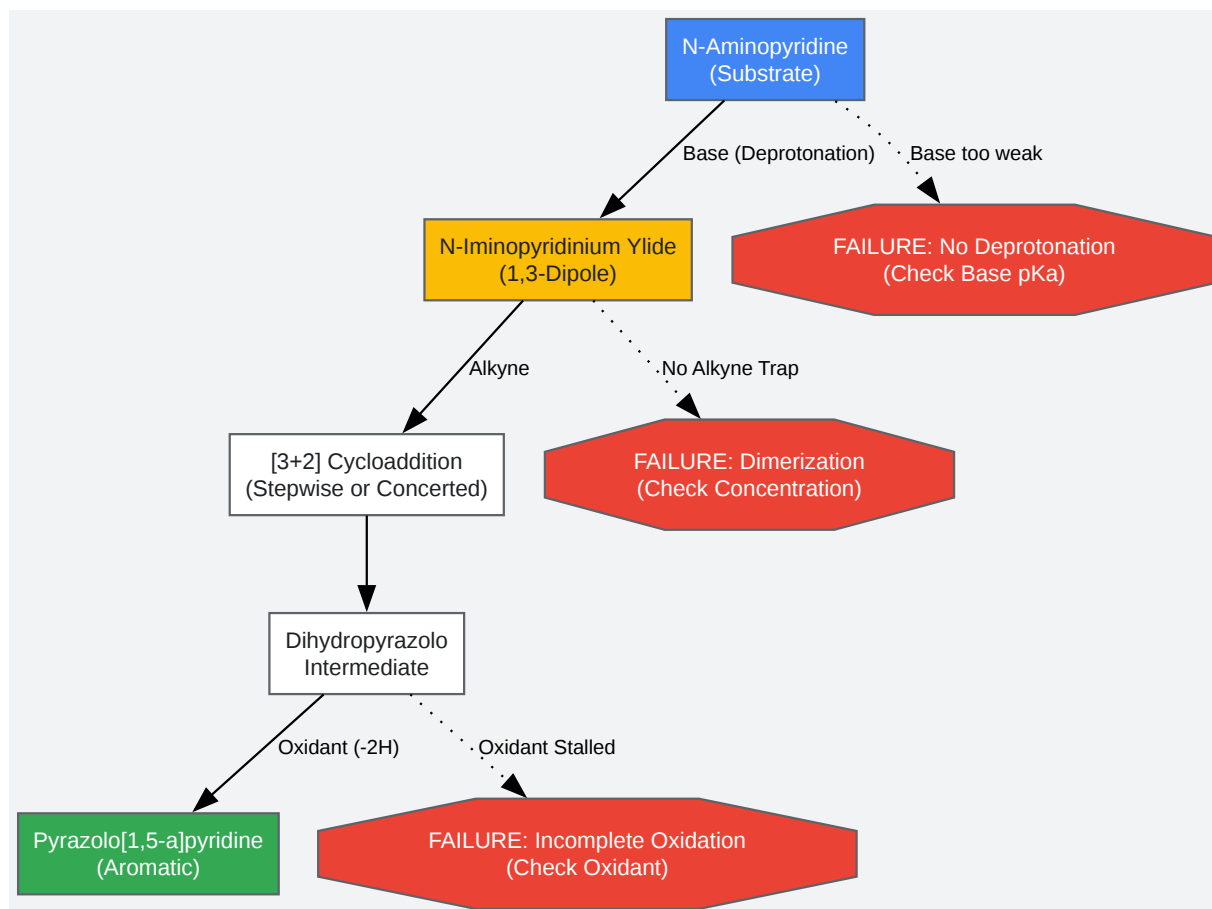 N-Aminopyridine
(Substrate)
Base (Deprotonation)
Base too weak
N-Iminopyridinium Ylide
(1,3-Dipole)
FAILURE: No Deprotonation
(Check Base pKa)
Alkyne
No Alkyne Trap
[3+2] Cycloaddition
(Stepwise or Concerted)
FAILURE: Dimerization
(Check Concentration)
Dihydropyrazolo
Intermediate
Oxidant (-2H)
Oxidant Stalled
Pyrazolo[1,5-a]pyridine
(Aromatic)
FAILURE: Incomplete Oxidation
(Check Oxidant)